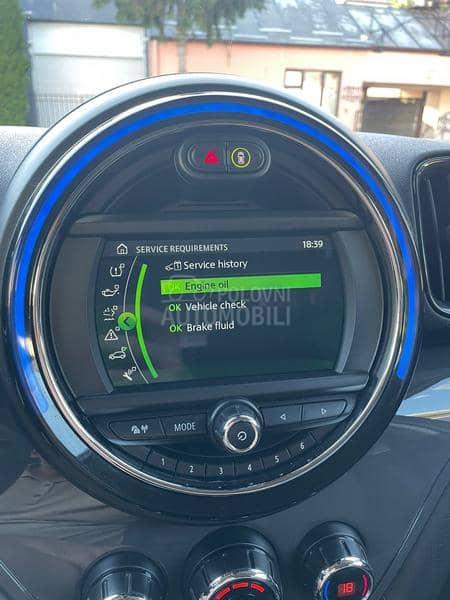 SERVICE REQUIREMENTS 18:39
Service history
OK Engine oil
POLOVNI
AUTOMOBILI
OK Vehicle check
OK Brake fluid
MODE
1 2 3 4 5 6
18